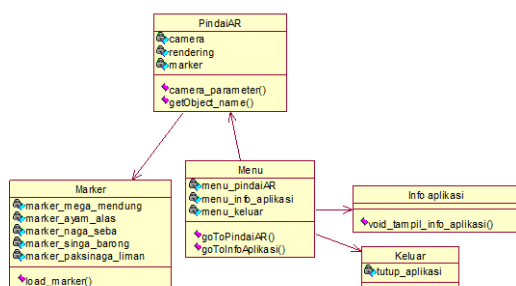 PindaiAR
camera
rendering
marker
camera_parameter()
getObject_name()
Marker
marker_mega_mendung
marker_ayam_alas
marker_naga_seba
marker_singa_barong
marker_paksinaga_liman
load_marker()
Menu
menu_pindaiAR
menu_info_aplikasi
menu_keluar
goToPindaiAR()
goToInfoAplikasi()
Info aplikasi
void_tampil_info_aplikasi()
Keluar
tutup_aplikasi